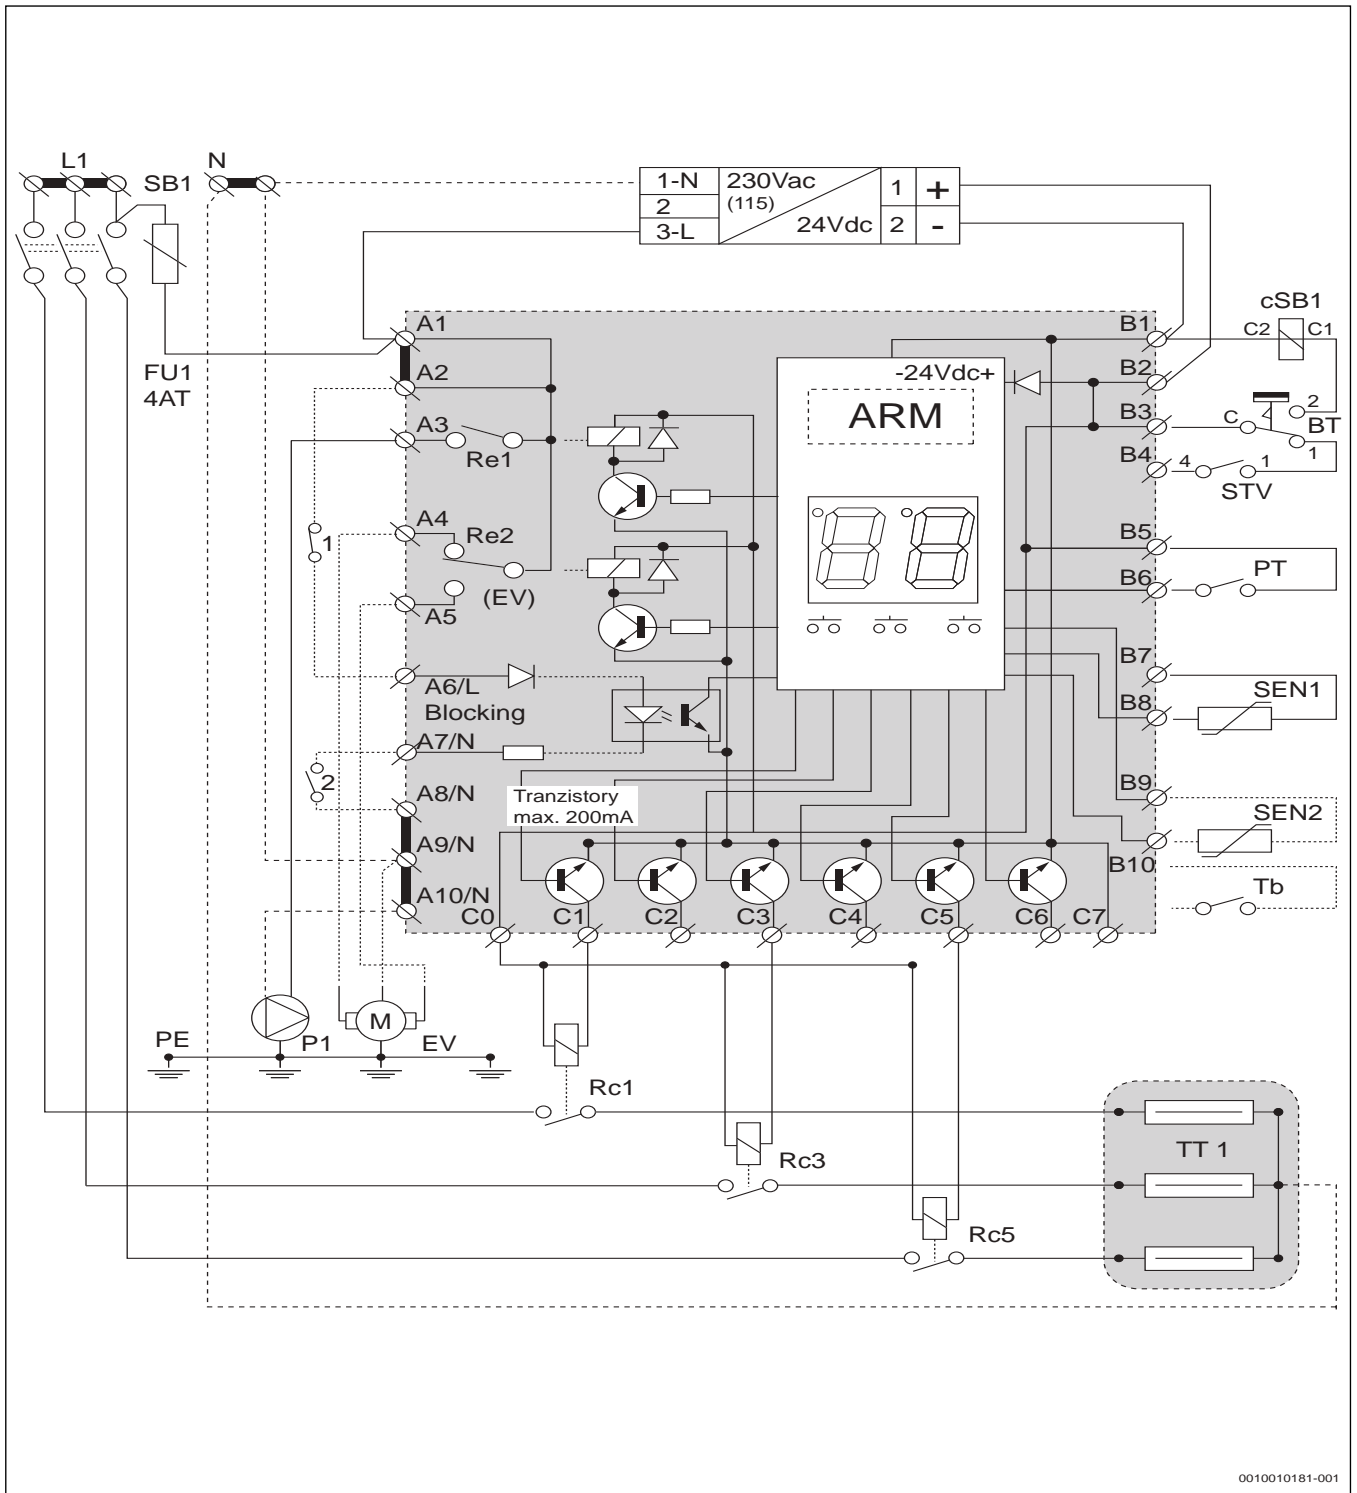 L1
SB1
N
1-N
2
3-L
230Vac
(115)
24Vdc
1
+
2
-
FU1
4AT
A1
A2
A3
Re1
A4
Re2
(EV)
A5
A6/L
Blocking
A7/N
A8/N
A9/N
A10/N
1
2
-24Vdc+
ARM
Tranzistory
max. 200mA
B1
B2
B3
B4
B5
B6
B7
B8
B9
B10
cSB1
C2
C1
C
2
BT
1
4
1
STV
PT
SEN1
SEN2
Tb
C0
C1
C2
C3
C4
C5
C6
C7
PE
P1
M
EV
Rc1
Rc3
Rc5
TT 1
0010010181-001